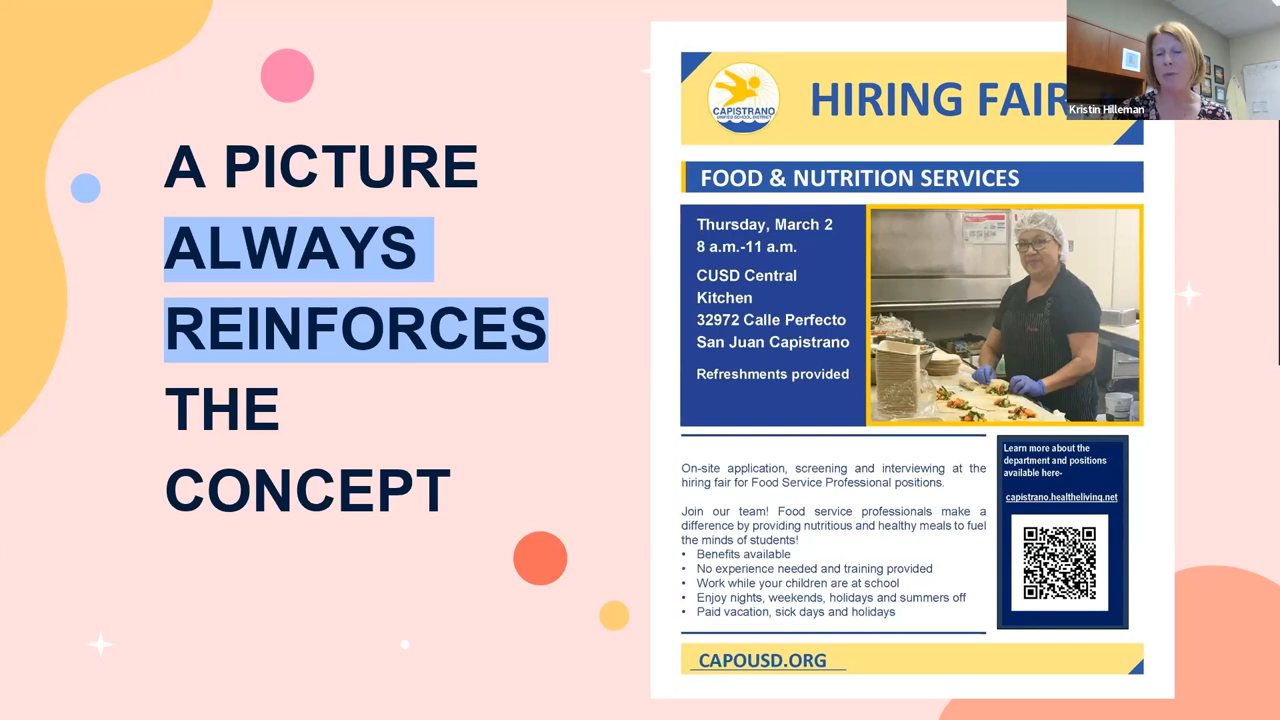 A PICTURE
ALWAYS
REINFORCES
THE
CONCEPT
CAPISTRANO
UNIFIED SCHOOL DISTRICT
HIRING FAIR
Kristin Hilleman
FOOD & NUTRITION SERVICES
Thursday, March 2
8 a.m.-11 a.m.
CUSD Central
Kitchen
32972 Calle Perfecto
San Juan Capistrano
Refreshments provided
On-site application, screening and interviewing at the
hiring fair for Food Service Professional positions.
Join our team! Food service professionals make a
difference by providing nutritious and healthy meals to fuel
the minds of students!
• Benefits available
• No experience needed and training provided
• Work while your children are at school
• Enjoy nights, weekends, holidays and summers off
• Paid vacation, sick days and holidays
Learn more about the
department and positions
available here-
capistrano.healtheliving.net
CAPOUSD.ORG